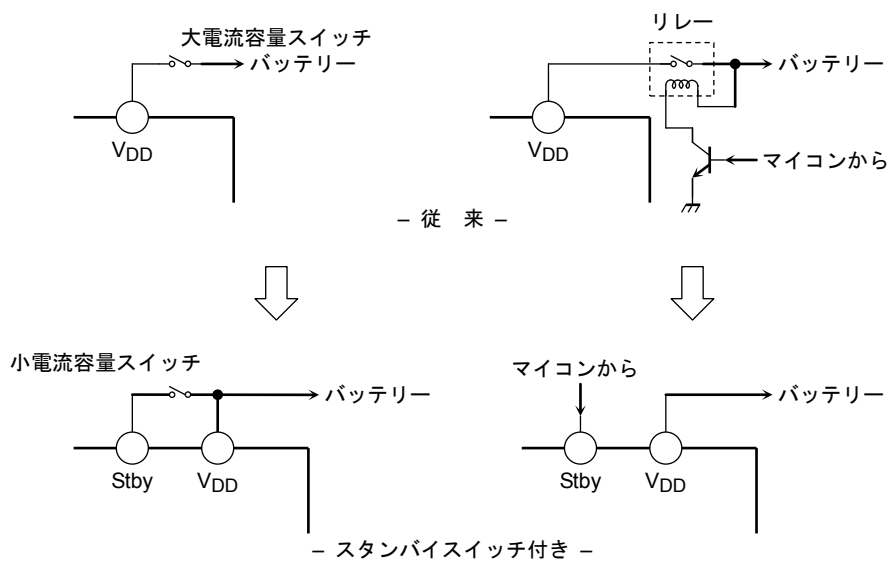 リレー
大電流容量スイッチ
バッテリー
バッテリー
VDD
VDD
マイコンから
– 従 来 –
小電流容量スイッチ
マイコンから
バッテリー
バッテリー
Stby VDD
Stby VDD
– スタンバイスイッチ付き –